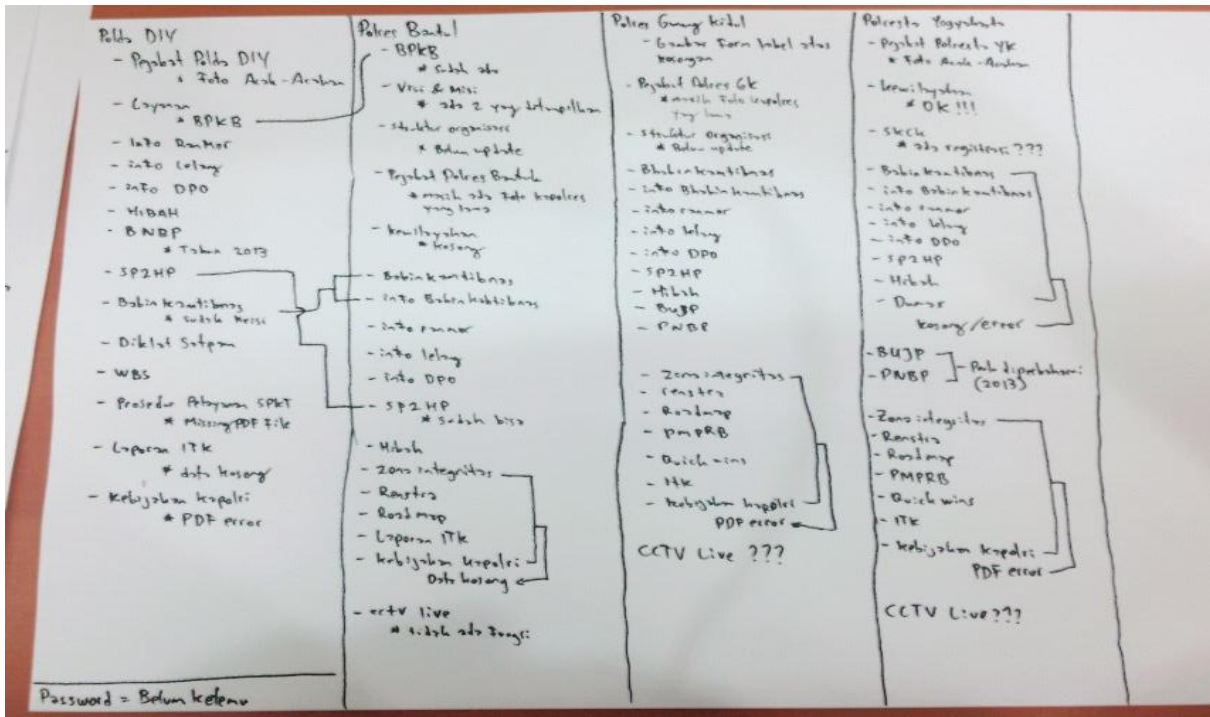 Polda DIY
- Pejabat Polda DIY
* Foto Acak-Acakan
- Layanan
* BPKB
- Info RanMor
- info Lelang
- info DPO
- HIBAH
- BNBP
* Tahun 2013
- SP2HP
- Babinkamtibmas
* sudah terisi
- Diklat Satpam
- WBS
- Prosedur Pelayanan SPKT
* Missing PDF File
- Laporan ITK
* data kosong
- Kebijakan kapolri
* PDF error
Password = Belum ketemu
Polres Bantul
- BPKB
* sudah ada
- Visi & Misi
* ada 2 yang ditampilkan
- struktur organisasi
* Belum update
- Pejabat Polres Bantul
* masih ada foto kapolres
yang lama
- kewilayahan
* kosong
- Babinkamtibmas
- info Babinkamtibmas
- info ranmor
- info lelang
- info DPO
- SP2HP
* sudah bisa
- Hibah
- zona integritas
- Renstra
- Roadmap
- Laporan ITK
- kebijakan kapolri
Data kosong
- cctv live
* tidak ada fungsi
Polres Gunung Kidul
- Gambar Form label atas
kosongan
- Pejabat Polres GK
* masih foto kapolres
yang lama
- struktur organisasi
* Belum update
- Bhabinkamtibmas
- info Bhabinkamtibmas
- info ranmor
- info lelang
- info DPO
- SP2HP
- Hibah
- BUJP
- PNBP
- Zona integritas
- renstra
- Roadmap
- PMPRB
- Quick wins
- ITK
- kebijakan kapolri
PDF error
CCTV Live ???
Polresta Yogyakarta
- Pejabat Polresta YK
* Foto Acak-Acakan
- kewilayahan
* OK!!!
- SKCK
* ada registrasi???
- Babinkamtibmas
- info Babinkamtibmas
- info ranmor
- info lelang
- info DPO
- SP2HP
- Hibah
- Dumas
kosong/error
- BUJP
- PNBP
- Perlu diperbaharui
(2013)
- Zona integritas
- Renstra
- Roadmap
- PMPRB
- Quick wins
- ITK
- kebijakan kapolri
PDF error
CCTV Live???